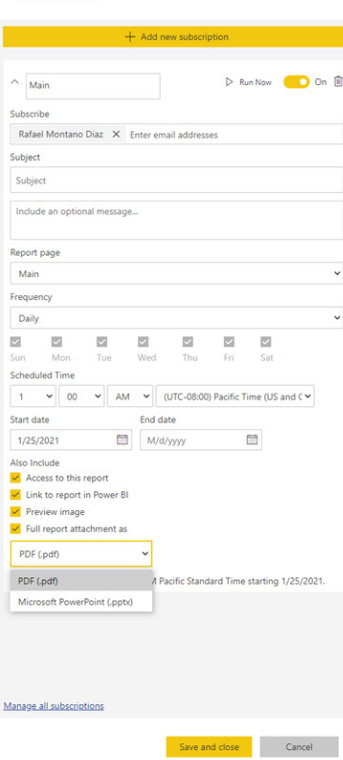 + Add new subscription
Main
Run Now
On
Subscribe
Rafael Montano Diaz X Enter email addresses
Subject
Subject
Include an optional message...
Report page
Main
Frequency
Daily
Sun Mon Tue Wed Thu Fri Sat
Scheduled Time
1 00 AM (UTC-08:00) Pacific Time (US and C
Start date End date
1/25/2021 M/d/yyyy
Also Include
Access to this report
Link to report in Power BI
Preview image
Full report attachment as
PDF (.pdf)
PDF (.pdf)
M Pacific Standard Time starting 1/25/2021.
Microsoft PowerPoint (.pptx)
Manage all subscriptions
Save and close Cancel